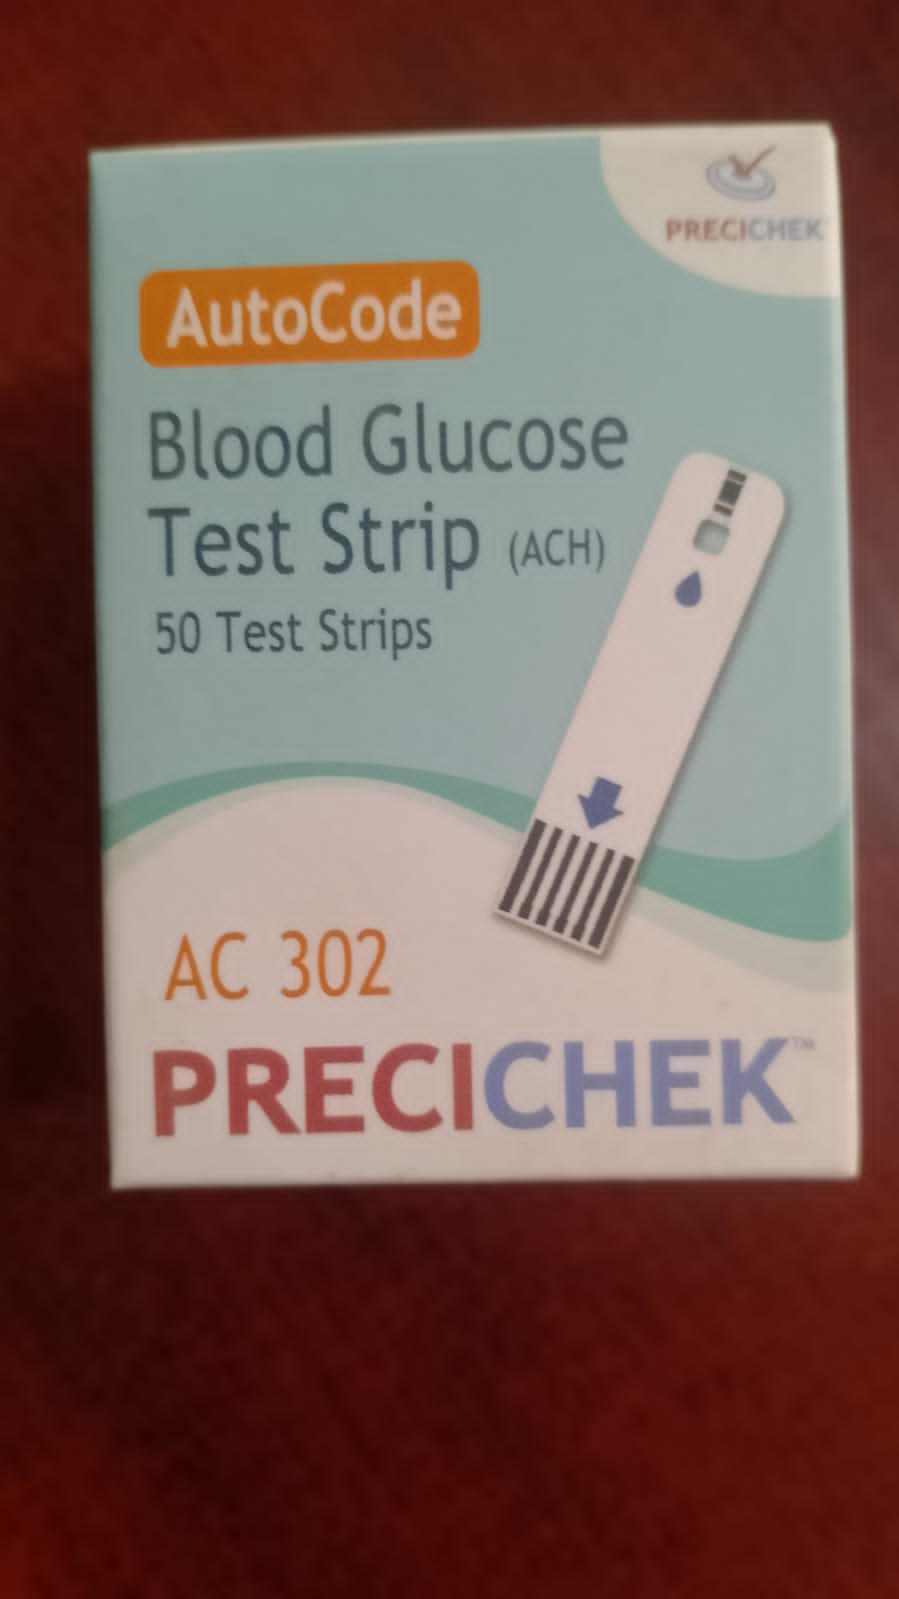 PRECICHEK
AutoCode
Blood Glucose
Test Strip (ACH)
50 Test Strips
AC 302
PRECICHEK™